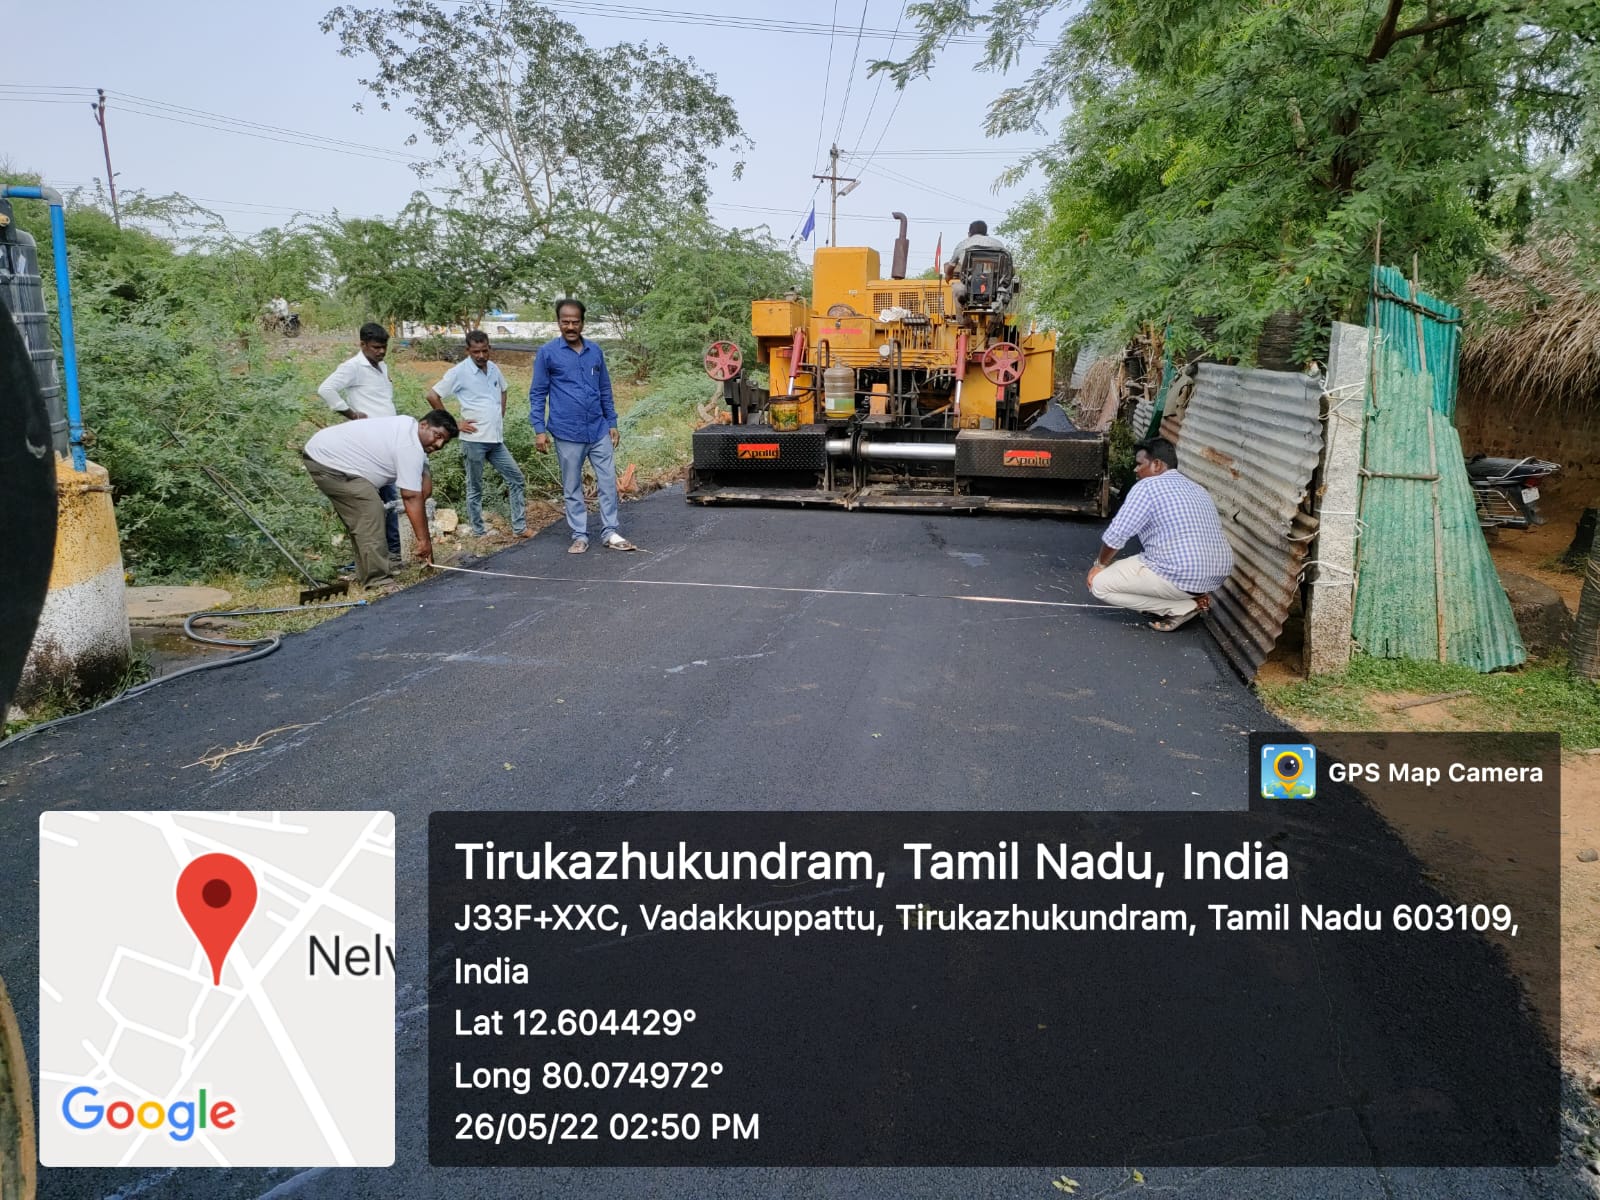 Apollo
Apollo
GPS Map Camera
Nelv
Google
Tirukazhukundram, Tamil Nadu, India
J33F+XXC, Vadakkuppattu, Tirukazhukundram, Tamil Nadu 603109,
India
Lat 12.604429°
Long 80.074972°
26/05/22 02:50 PM